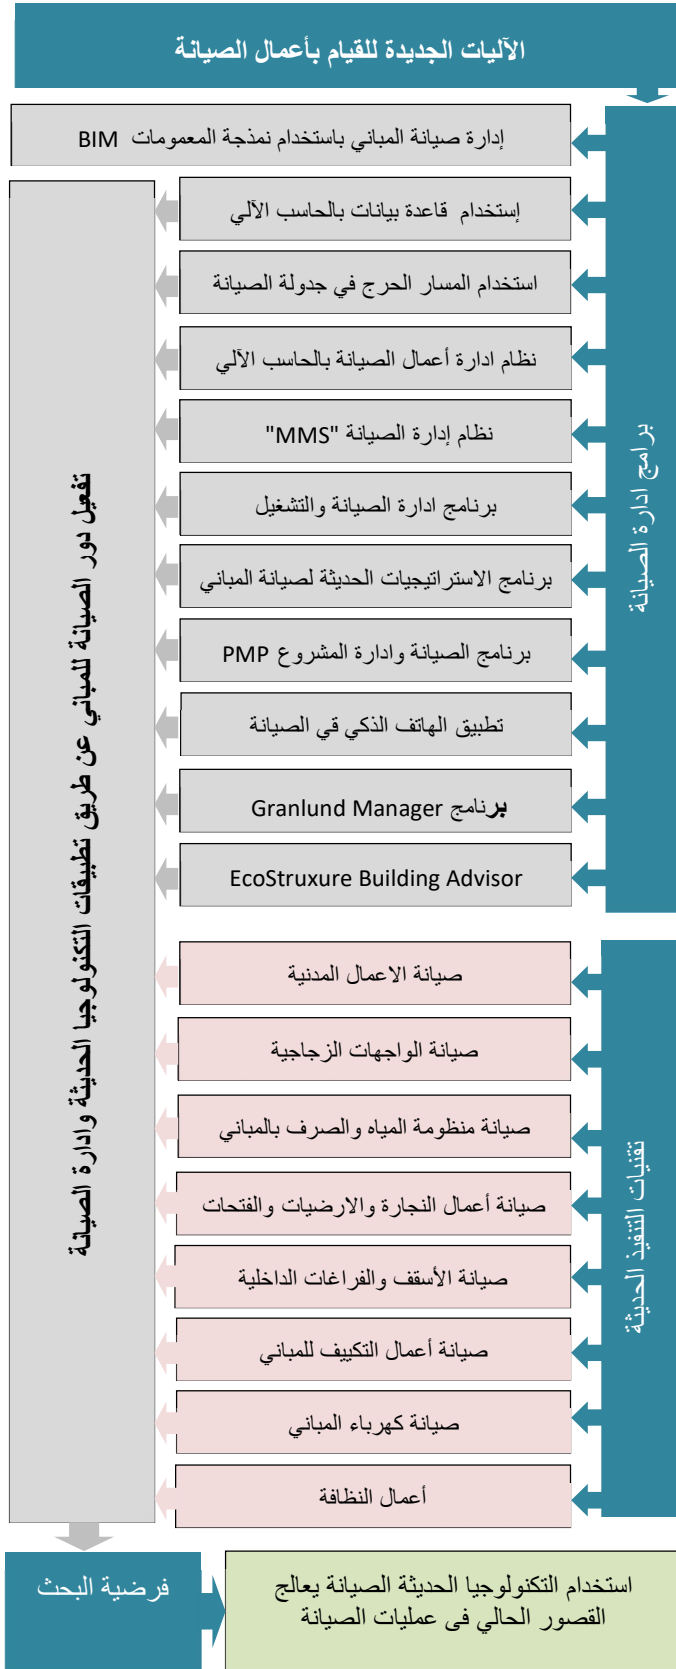 الآليات الجديدة للقيام بأعمال الصيانة
برامج ادارة الصيانة
إدارة صيانة المباني باستخدام نمذجة المعمومات BIM
إستخدام قاعدة بيانات بالحاسب الآلي
استخدام المسار الحرج في جدولة الصيانة
نظام ادارة أعمال الصيانة بالحاسب الآلي
نظام إدارة الصيانة "MMS"
برنامج ادارة الصيانة والتشغيل
برنامج الاستراتيجيات الحديثة لصيانة المباني
برنامج الصيانة وادارة المشروع PMP
تطبيق الهاتف الذكي قي الصيانة
برنامج Granlund Manager
EcoStruxure Building Advisor
تقنيات التنفيذ الحديثة
صيانة الاعمال المدنية
صيانة الواجهات الزجاجية
صيانة منظومة المياه والصرف بالمباني
صيانة أعمال النجارة والارضيات والفتحات
صيانة الأسقف والفراغات الداخلية
صيانة أعمال التكييف للمباني
صيانة كهرباء المباني
أعمال النظافة
تفعيل دور الصيانة للمباني عن طريق تطبيقات التكنولوجيا الحديثة وادارة الصيانة
فرضية البحث
استخدام التكنولوجيا الحديثة الصيانة يعالج
القصور الحالي فى عمليات الصيانة